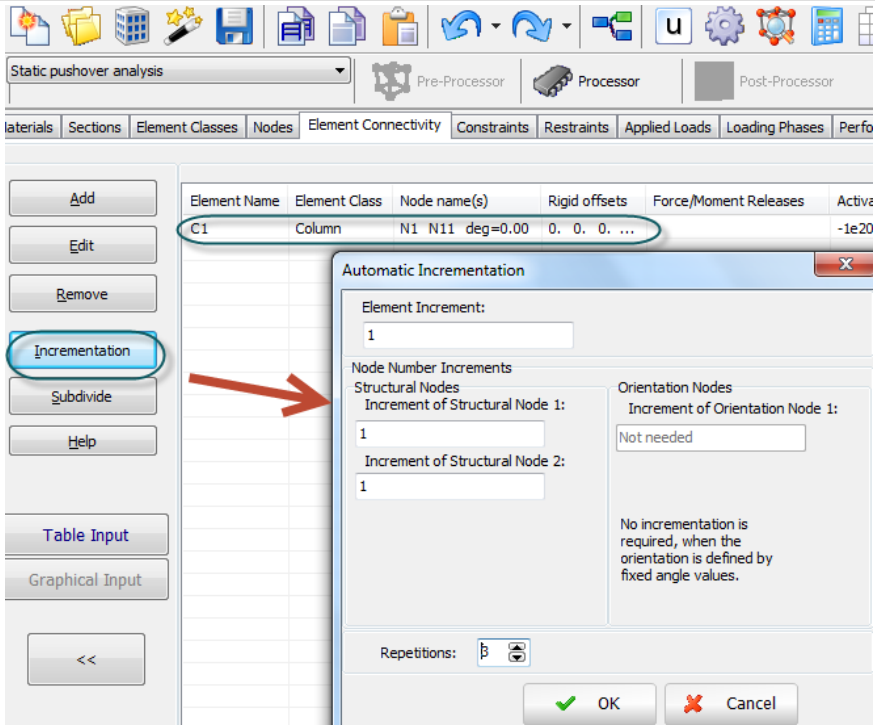 u
Static pushover analysis
Pre-Processor
Processor
Post-Processor
laterials Sections Element Classes Nodes Element Connectivity Constraints Restraints Applied Loads Loading Phases Perfo
Add
Edit
Remove
Incrementation
Subdivide
Help
Table Input
Graphical Input
<<
Element Name Element Class Node name(s) Rigid offsets Force/Moment Releases Activa
C1 Column N1 N11 deg=0.00 0. 0. 0. ... -1e20
Automatic Incrementation
x
Element Increment:
1
Node Number Increments
Structural Nodes
Increment of Structural Node 1:
1
Increment of Structural Node 2:
1
Orientation Nodes
Increment of Orientation Node 1:
Not needed
No incrementation is
required, when the
orientation is defined by
fixed angle values.
Repetitions: 3
OK
Cancel